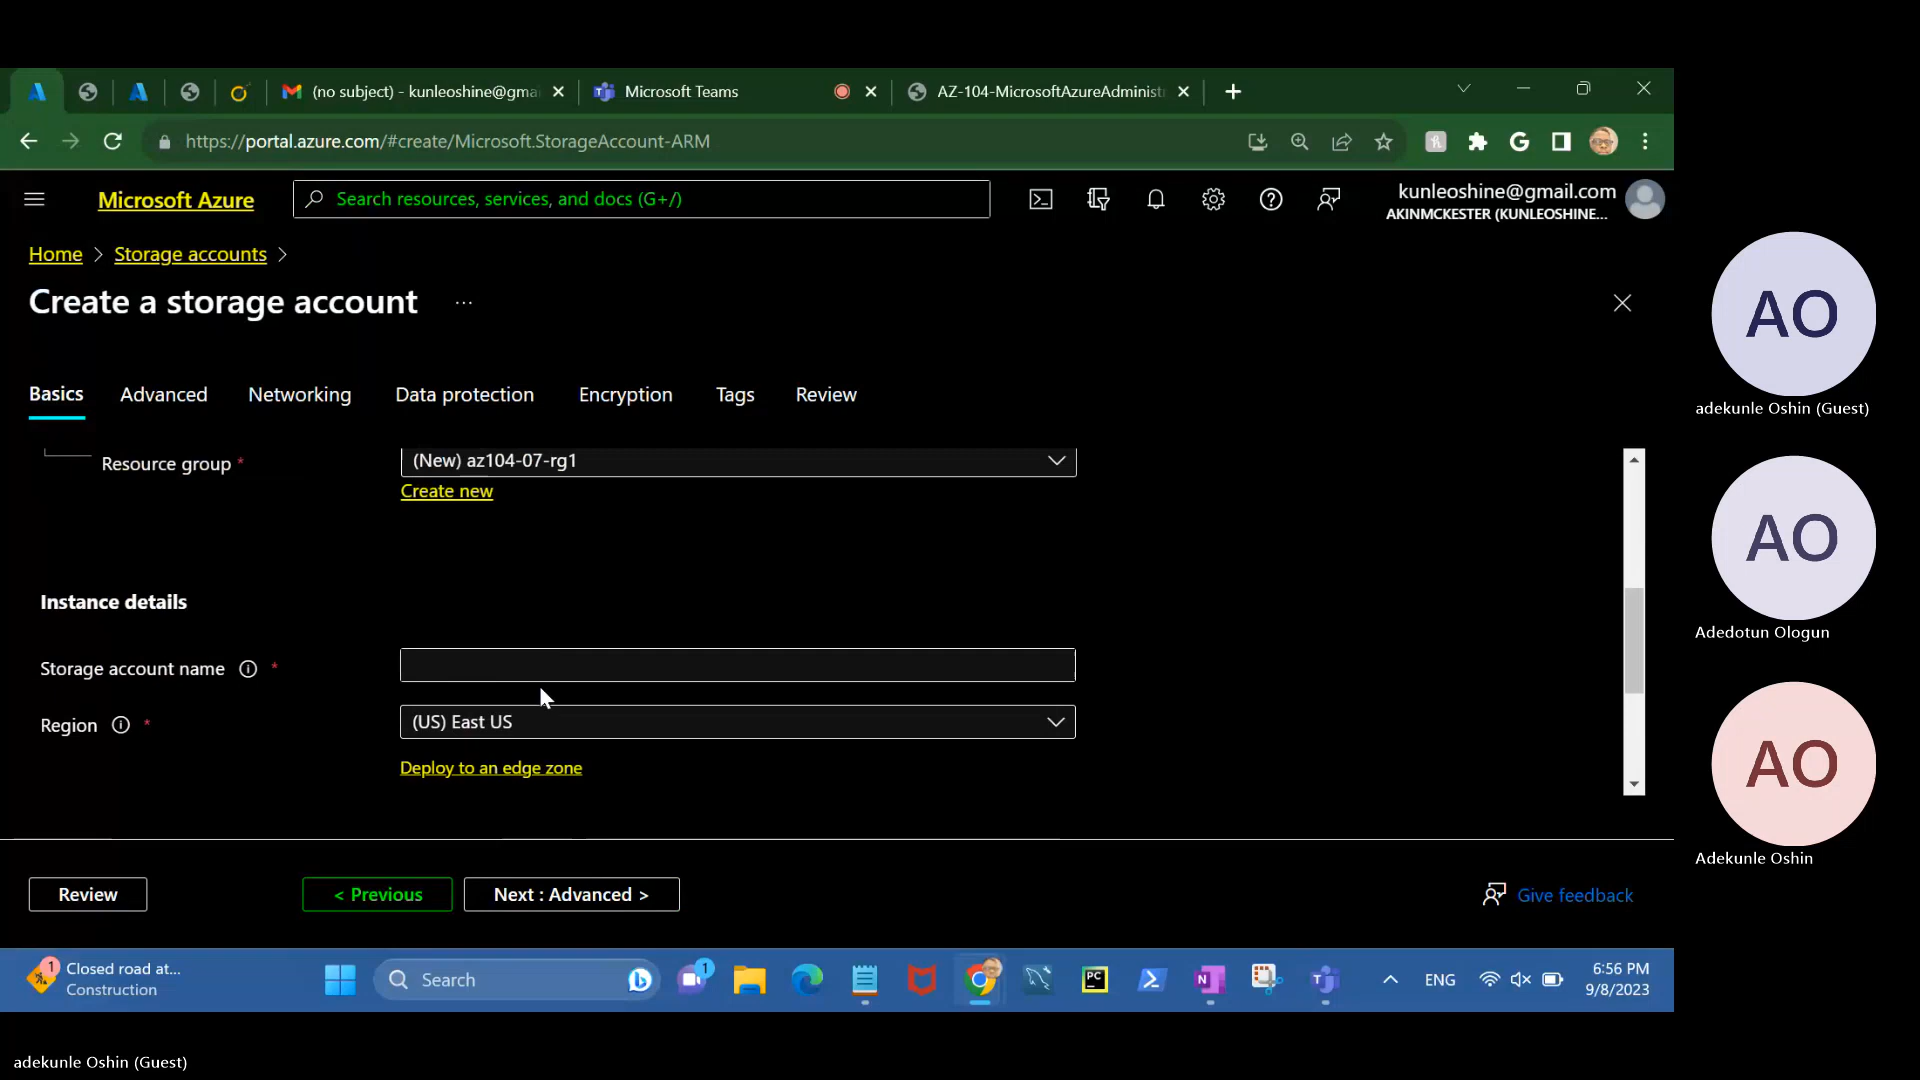 (no subject) - kunleoshine@gma
Microsoft Teams
AZ-104-MicrosoftAzureAdministr
https://portal.azure.com/#create/Microsoft.StorageAccount-ARM
Microsoft Azure
Search resources, services, and docs (G+/)
kunleoshine@gmail.com
AKINMCKESTER (KUNLEOSHINE...
Home > Storage accounts >
Create a storage account ...
Basics Advanced Networking Data protection Encryption Tags Review
Resource group *
(New) az104-07-rg1
Create new
Instance details
Storage account name *
Region *
(US) East US
Deploy to an edge zone
Review
< Previous
Next : Advanced >
Give feedback
1
Closed road at...
Construction
Search
1
PC
N
T
ENG
6:56 PM
9/8/2023
AO
adekunle Oshin (Guest)
AO
Adedotun Ologun
AO
Adekunle Oshin
adekunle Oshin (Guest)